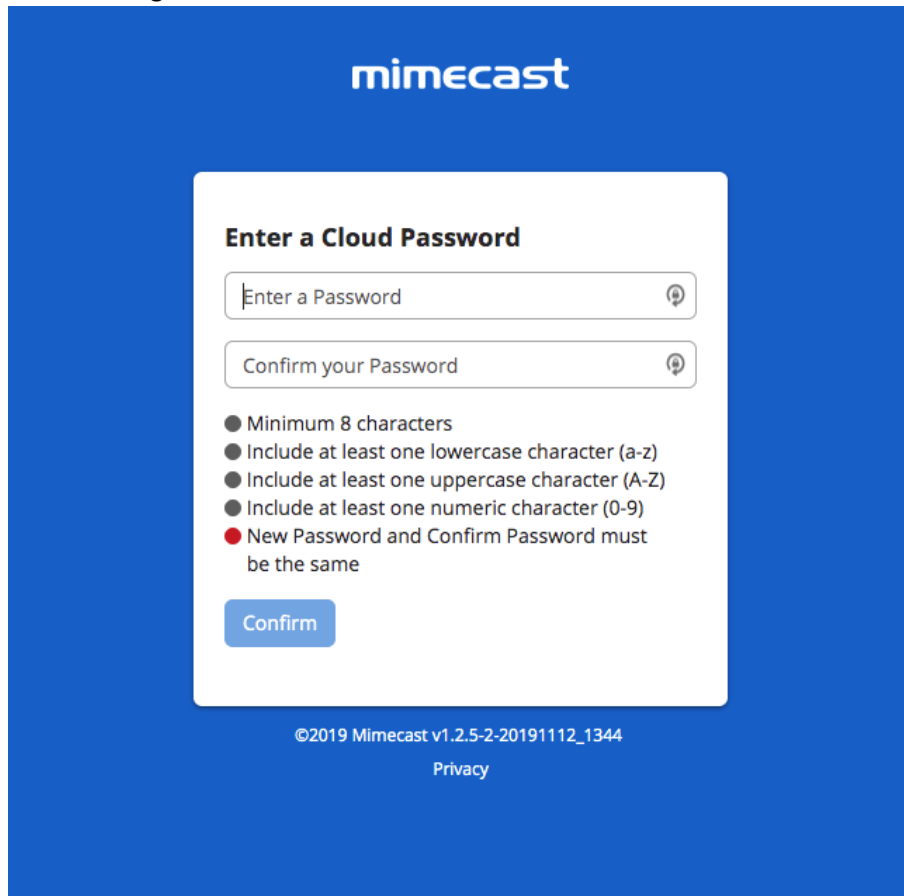 mimecast
Enter a Cloud Password
Enter a Password
Confirm your Password
Minimum 8 characters
Include at least one lowercase character (a-z)
Include at least one uppercase character (A-Z)
Include at least one numeric character (0-9)
New Password and Confirm Password must
be the same
Confirm
©2019 Mimecast v1.2.5-2-20191112_1344
Privacy